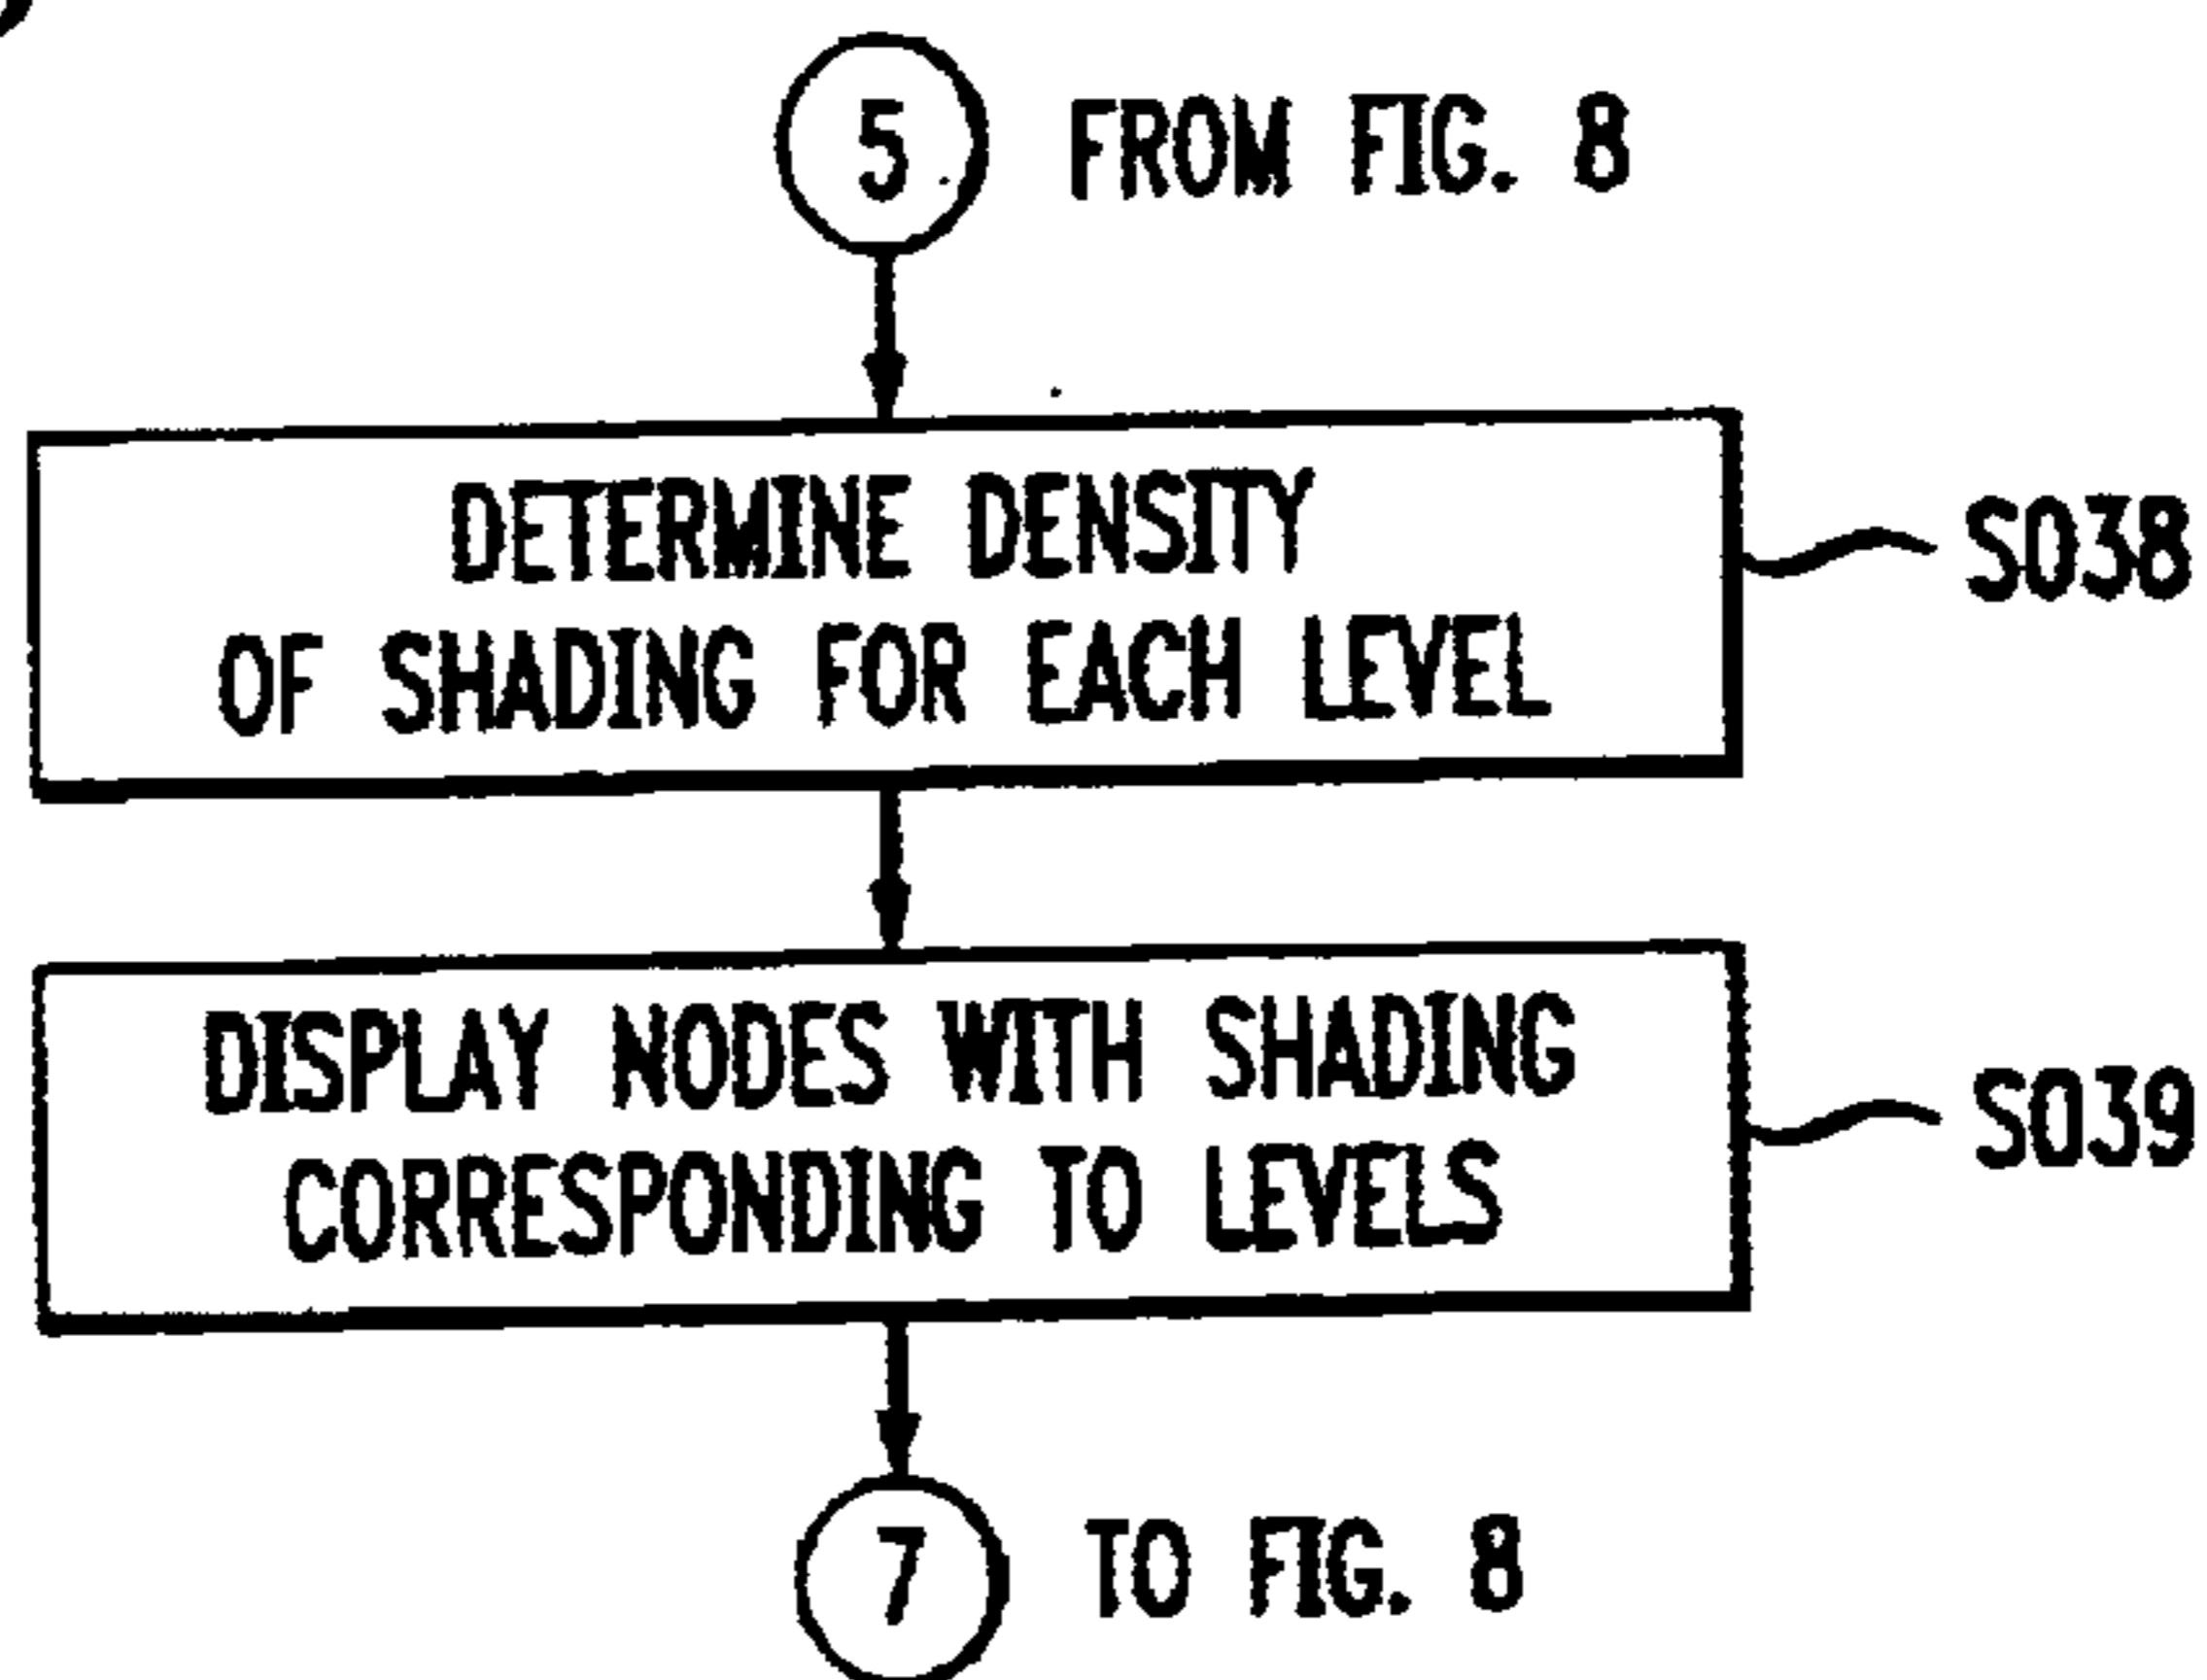 5 FROM FIG. 8
DETERMINE DENSITY
OF SHADING FOR EACH LEVEL
S038
DISPLAY NODES WITH SHADING
CORRESPONDING TO LEVELS
S039
7 TO FIG. 8